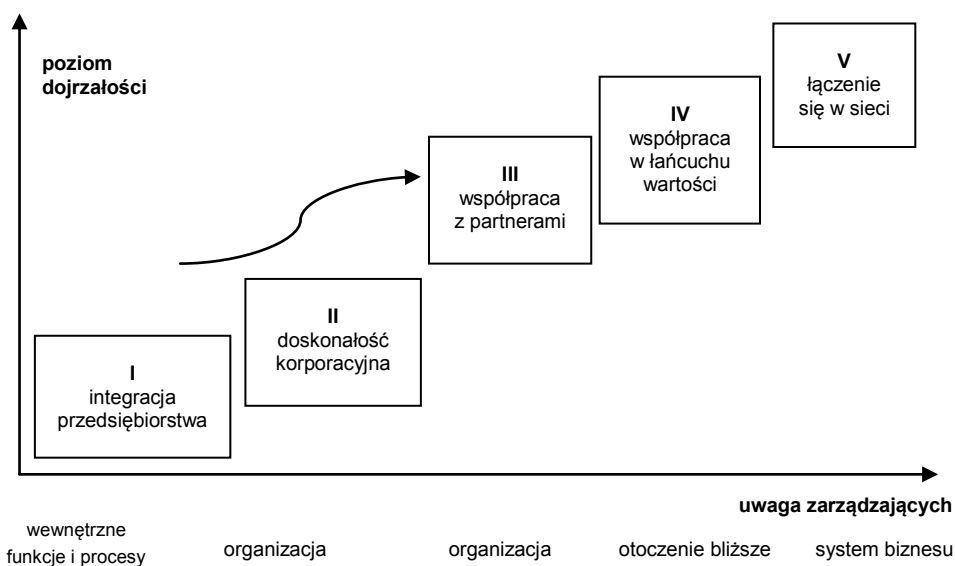 poziom
dojrzałości
V
łączenie
się w sieci
IV
współpraca
w łańcuchu
wartości
III
współpraca
z partnerami
II
doskonałość
korporacyjna
I
integracja
przedsiębiorstwa
uwaga zarządzających
wewnętrzne
funkcje i procesy
organizacja
organizacja
otoczenie bliższe
system biznesu